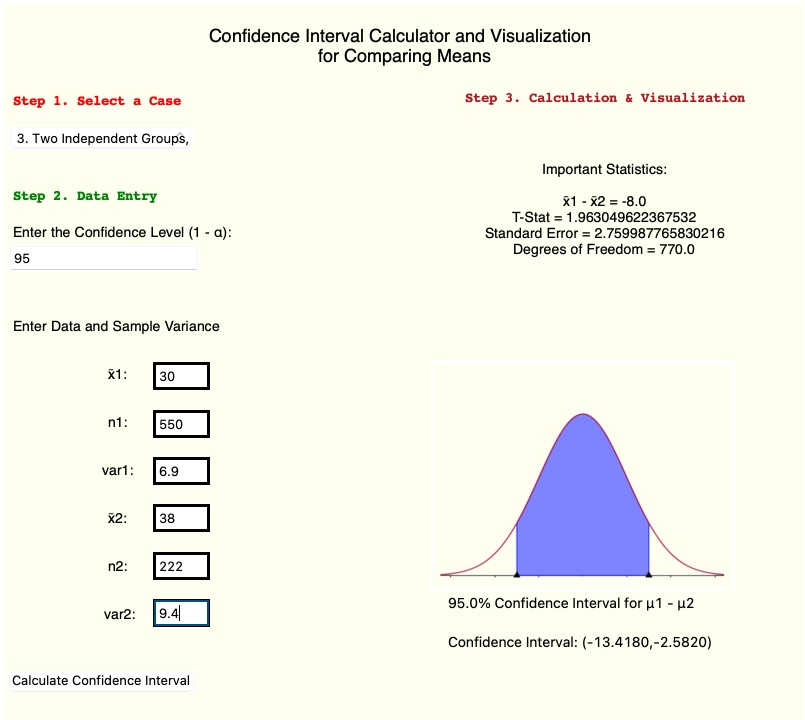 Confidence Interval Calculator and Visualization
for Comparing Means
Step 1. Select a Case
3. Two Independent Groups,
Step 2. Data Entry
Enter the Confidence Level (1 - α):
95
Enter Data and Sample Variance
x̄1: 30
n1: 550
var1: 6.9
x̄2: 38
n2: 222
var2: 9.4
Calculate Confidence Interval
Step 3. Calculation & Visualization
Important Statistics:
x̄1 - x̄2 = -8.0
T-Stat = 1.963049622367532
Standard Error = 2.759987765830216
Degrees of Freedom = 770.0
95.0% Confidence Interval for μ1 - μ2
Confidence Interval: (-13.4180,-2.5820)